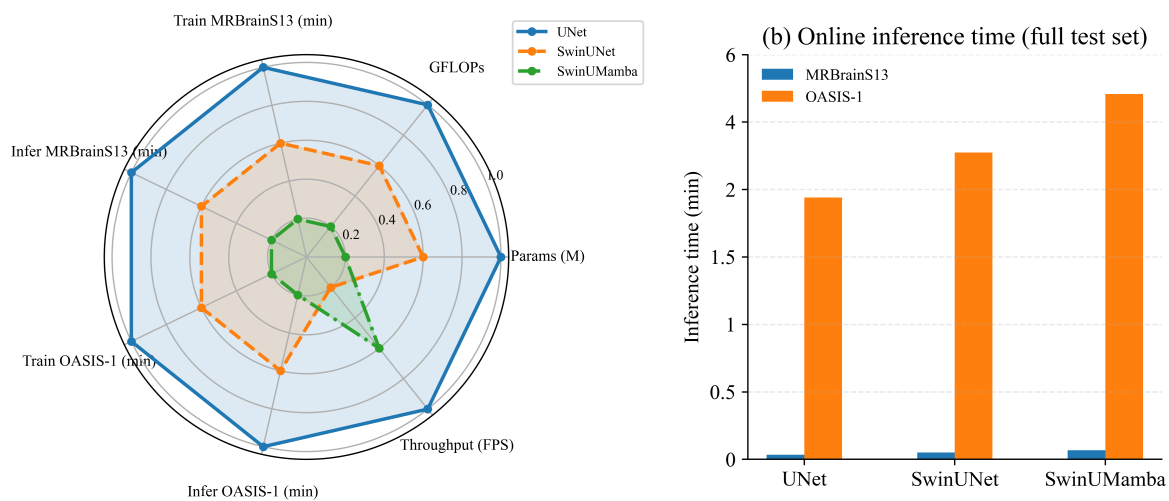 Train MRBrainS13 (min)
UNet
SwinUNet
SwinUMamba
GFLOPs
Infer MRBrainS13 (min)
1.0
0.8
0.6
0.4
0.2
Params (M)
Train OASIS-1 (min)
Throughput (FPS)
Infer OASIS-1 (min)
(b) Online inference time (full test set)
MRBrainS13
OASIS-1
Inference time (min)
6
4
2
1.5
1
0.5
0
UNet
SwinUNet
SwinUMamba